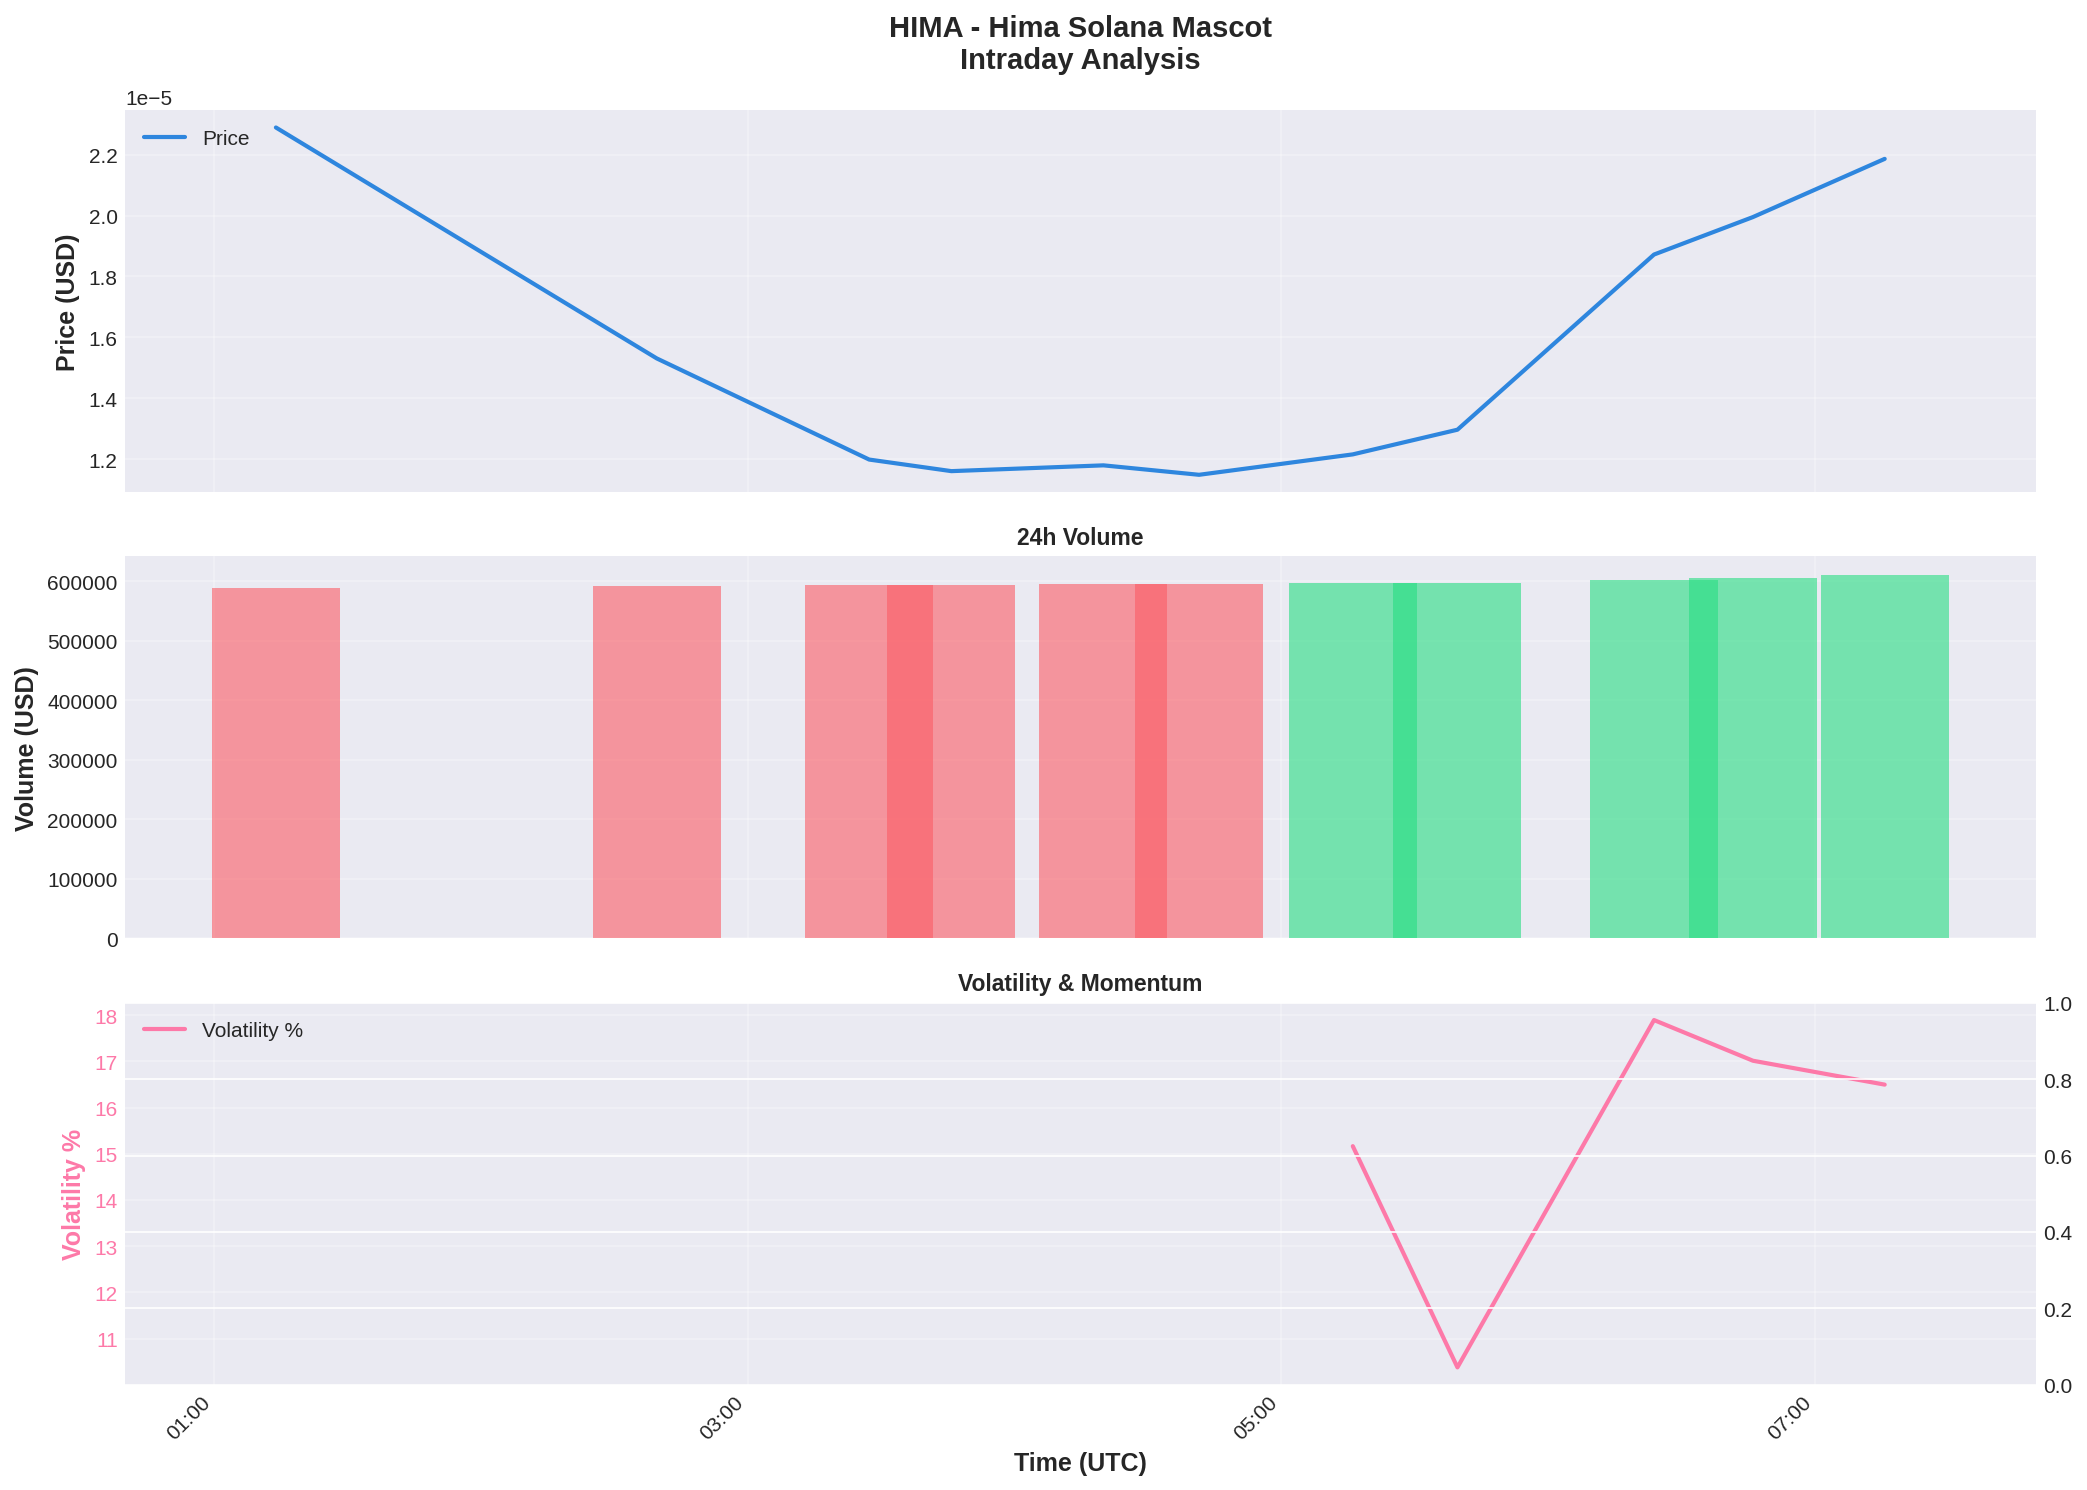 HIMA - Hima Solana Mascot
Intraday Analysis
1e−5
Price
2.2
2.0
1.8
1.6
1.4
1.2
Price (USD)
24h Volume
600000
500000
400000
300000
200000
100000
0
Volume (USD)
Volatility & Momentum
Volatility %
18
17
16
15
14
13
12
11
Volatility %
1.0
0.8
0.6
0.4
0.2
0.0
01:00
03:00
05:00
07:00
Time (UTC)